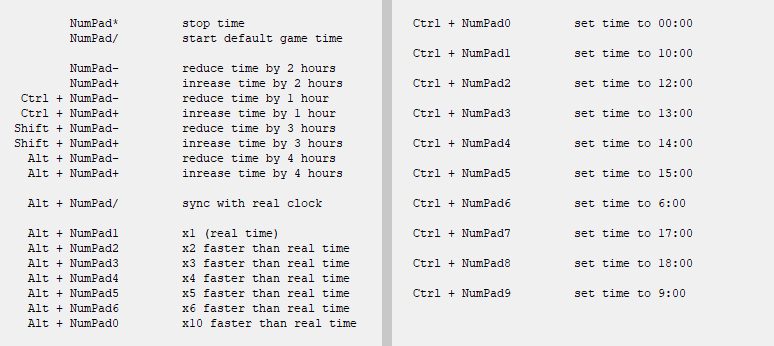 NumPad* stop time
NumPad/ start default game time
NumPad- reduce time by 2 hours
NumPad+ inrease time by 2 hours
Ctrl + NumPad- reduce time by 1 hour
Ctrl + NumPad+ inrease time by 1 hour
Shift + NumPad- reduce time by 3 hours
Shift + NumPad+ inrease time by 3 hours
Alt + NumPad- reduce time by 4 hours
Alt + NumPad+ inrease time by 4 hours
Alt + NumPad/ sync with real clock
Alt + NumPad1 x1 (real time)
Alt + NumPad2 x2 faster than real time
Alt + NumPad3 x3 faster than real time
Alt + NumPad4 x4 faster than real time
Alt + NumPad5 x5 faster than real time
Alt + NumPad6 x6 faster than real time
Alt + NumPad0 x10 faster than real time
Ctrl + NumPad0 set time to 00:00
Ctrl + NumPad1 set time to 10:00
Ctrl + NumPad2 set time to 12:00
Ctrl + NumPad3 set time to 13:00
Ctrl + NumPad4 set time to 14:00
Ctrl + NumPad5 set time to 15:00
Ctrl + NumPad6 set time to 6:00
Ctrl + NumPad7 set time to 17:00
Ctrl + NumPad8 set time to 18:00
Ctrl + NumPad9 set time to 9:00